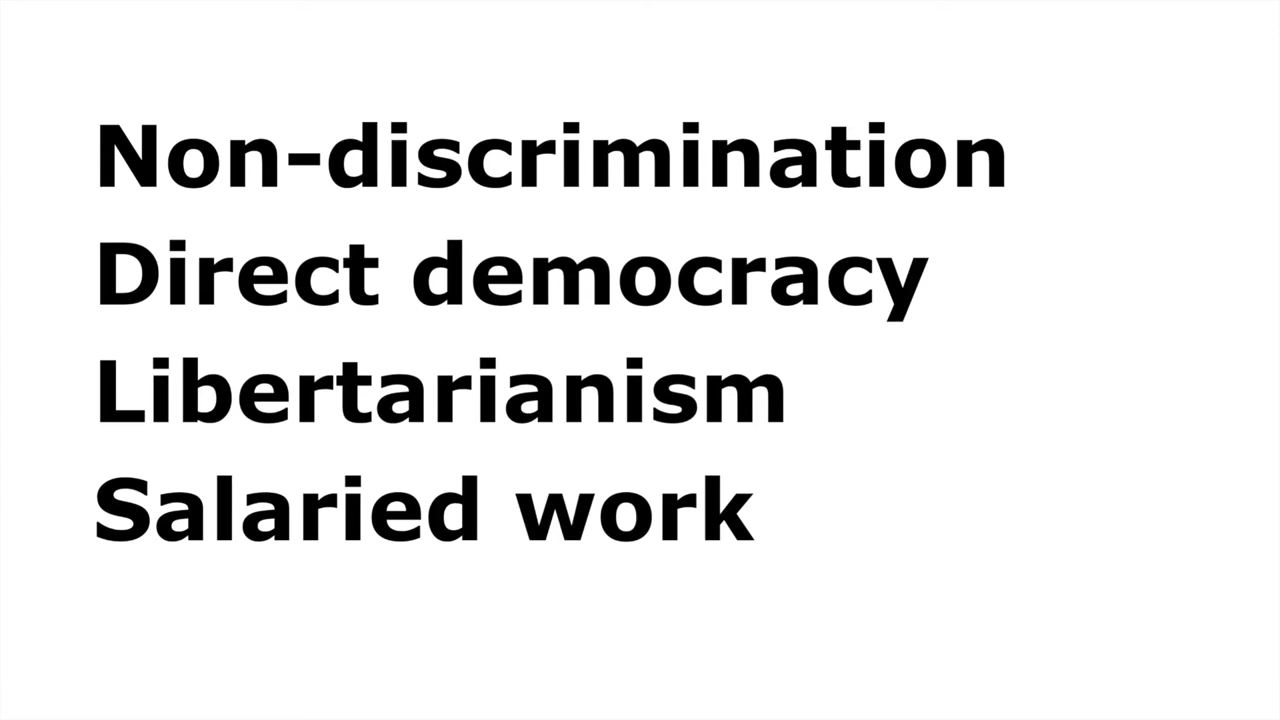 Non-discrimination
Direct democracy
Libertarianism
Salaried work